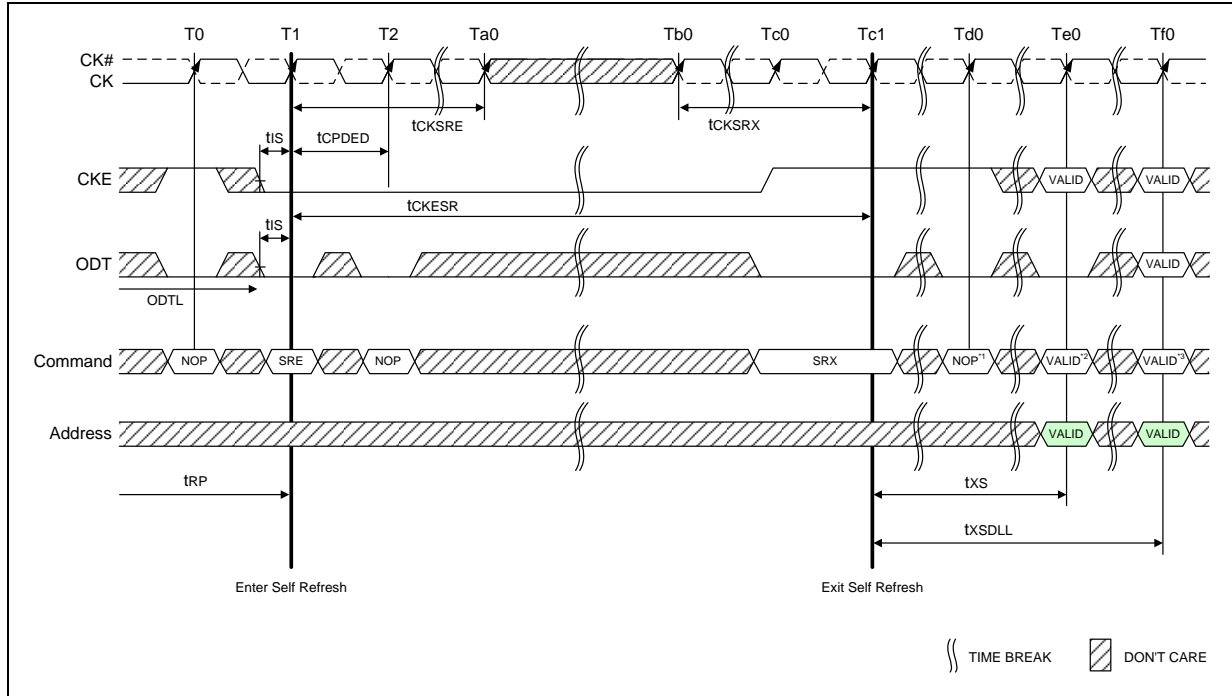 T0 T1 T2 Ta0 Tb0 Tc0 Tc1 Td0 Te0 Tf0
CK#
CK
tCKSRE tCKSRX
tIS tCPDED
CKE VALID VALID
tCKESR
tIS
ODT VALID
ODTL
Command NOP SRE NOP SRX NOP*1 VALID*2 VALID*3
Address VALID VALID
tRP tXS
tXSDLL
Enter Self Refresh Exit Self Refresh
TIME BREAK DON'T CARE